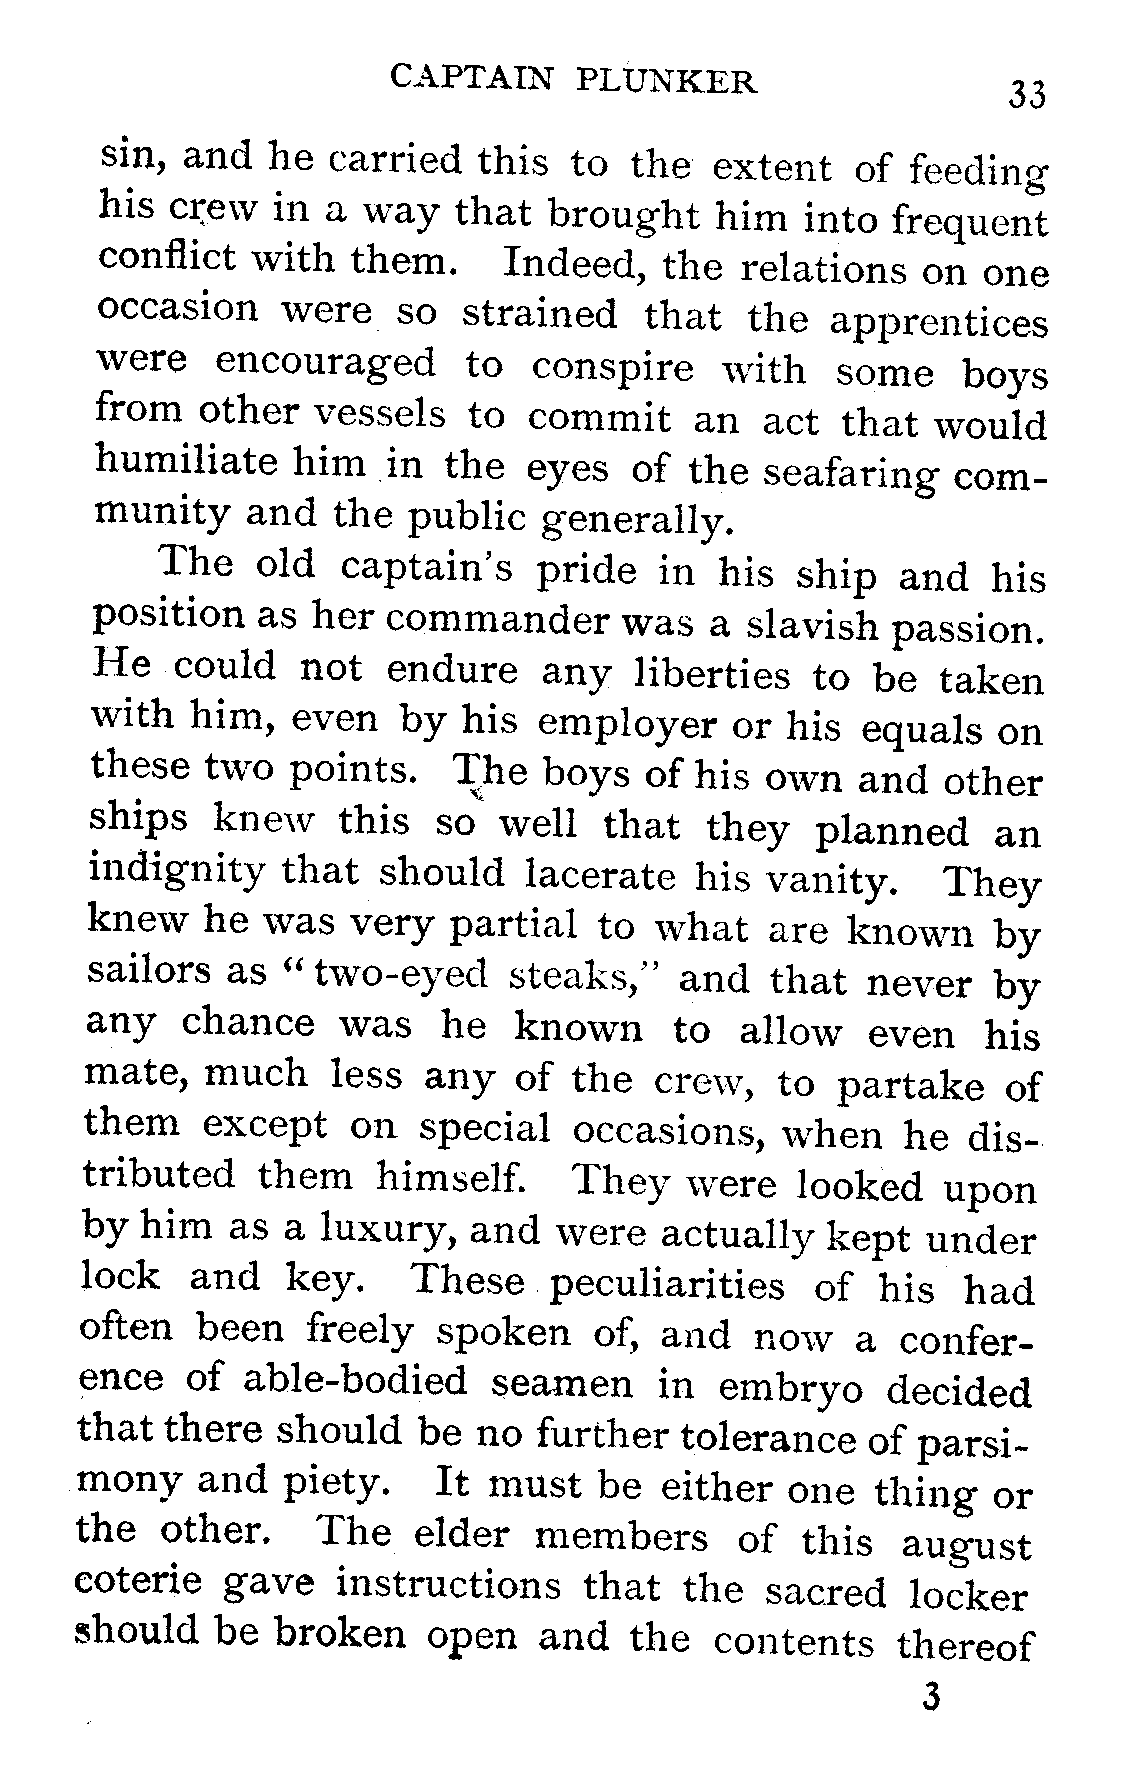 CAPTAIN PLUNKER 33
sin, and he carried this to the extent of feeding
his crew in a way that brought him into frequent
conflict with them. Indeed, the relations on one
occasion were so strained that the apprentices
were encouraged to conspire with some boys
from other vessels to commit an act that would
humiliate him in the eyes of the seafaring com-
munity and the public generally.
The old captain's pride in his ship and his
position as her commander was a slavish passion.
He could not endure any liberties to be taken
with him, even by his employer or his equals on
these two points. The boys of his own and other
ships knew this so well that they planned an
indignity that should lacerate his vanity. They
knew he was very partial to what are known by
sailors as “two-eyed steaks,” and that never by
any chance was he known to allow even his
mate, much less any of the crew, to partake of
them except on special occasions, when he dis-
tributed them himself. They were looked upon
by him as a luxury, and were actually kept under
lock and key. These peculiarities of his had
often been freely spoken of, and now a confer-
ence of able-bodied seamen in embryo decided
that there should be no further tolerance of parsi-
mony and piety. It must be either one thing or
the other. The elder members of this august
coterie gave instructions that the sacred locker
should be broken open and the contents thereof
3